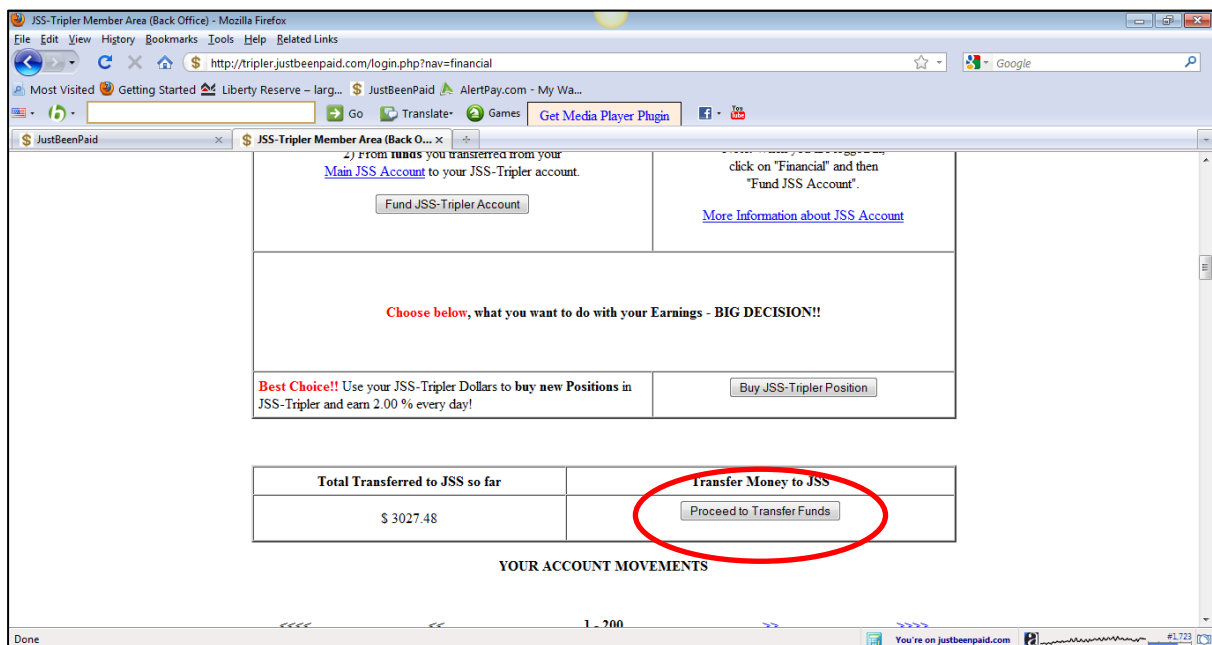 JSS-Tripler Member Area (Back Office) - Mozilla Firefox
File Edit View History Bookmarks Tools Help Related Links
$ http://tripler.justbeenpaid.com/login.php?nav=financial Google
Most Visited Getting Started Liberty Reserve – larg... $ JustBeenPaid AlertPay.com - My Wa...
Go Translate Games Get Media Player Plugin You Tube
$ JustBeenPaid × $ JSS-Tripler Member Area (Back O... ×
2) From funds you transferred from your
Main JSS Account to your JSS-Tripler account.
Fund JSS-Tripler Account
click on "Financial" and then
"Fund JSS Account".
More Information about JSS Account
Choose below, what you want to do with your Earnings - BIG DECISION!!
Best Choice!! Use your JSS-Tripler Dollars to buy new Positions in
JSS-Tripler and earn 2.00 % every day!
Buy JSS-Tripler Position
Total Transferred to JSS so far
Transfer Money to JSS
$ 3027.48
Proceed to Transfer Funds
YOUR ACCOUNT MOVEMENTS
<<<< << 1 - 200 >> >>>>
Done You're on justbeenpaid.com #1,723